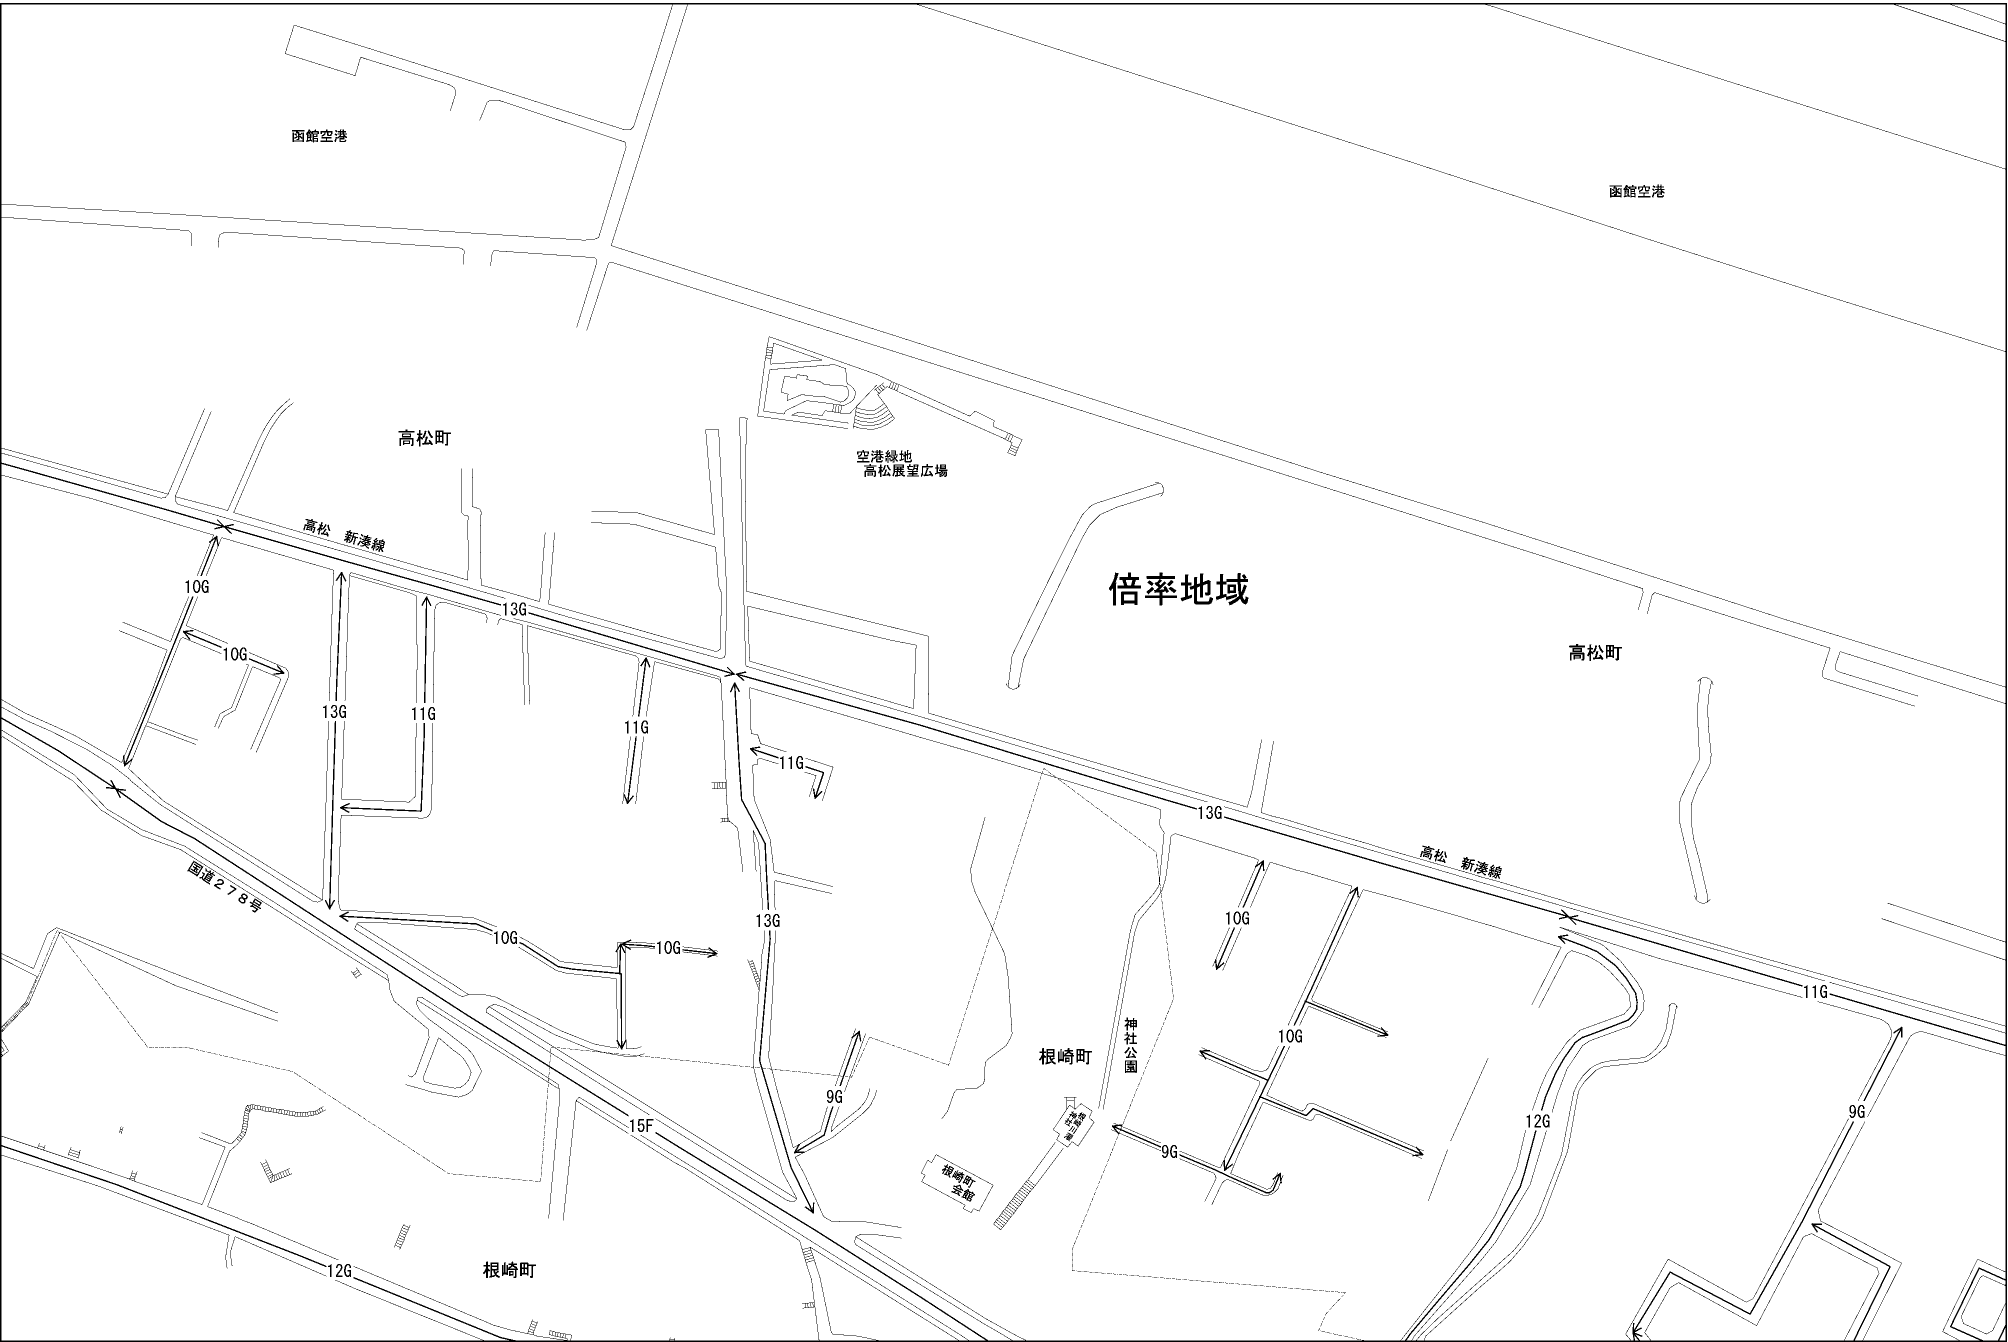 函館空港
函館空港
高松町
空港緑地
高松展望広場
高松 新湊線
10G
13G
倍率地域
高松町
10G
13G
11G
11G
11G
13G
高松 新湊線
国道278号
10G
10G
13G
10G
11G
10G
神社公園
根崎町
9G
15F
9G
10G
12G
9G
根崎町
会館
根崎町
12G